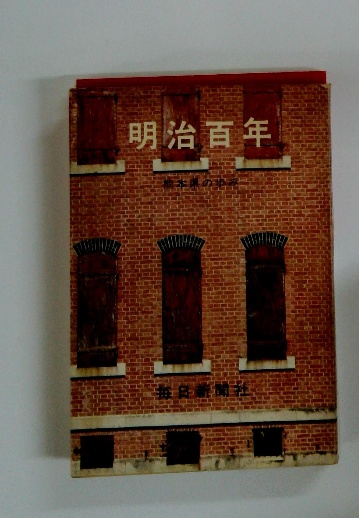 明治百年
栃木県の歩み
毎日新聞社